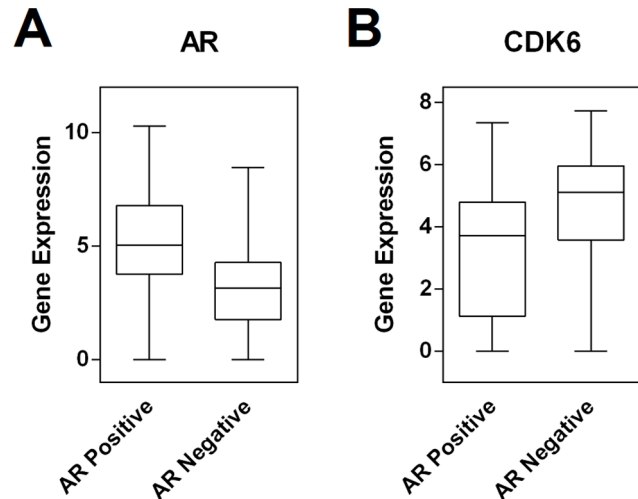 A
AR
Gene Expression
10
5
0
AR Positive
AR Negative
B
CDK6
Gene Expression
8
6
4
2
0
AR Positive
AR Negative